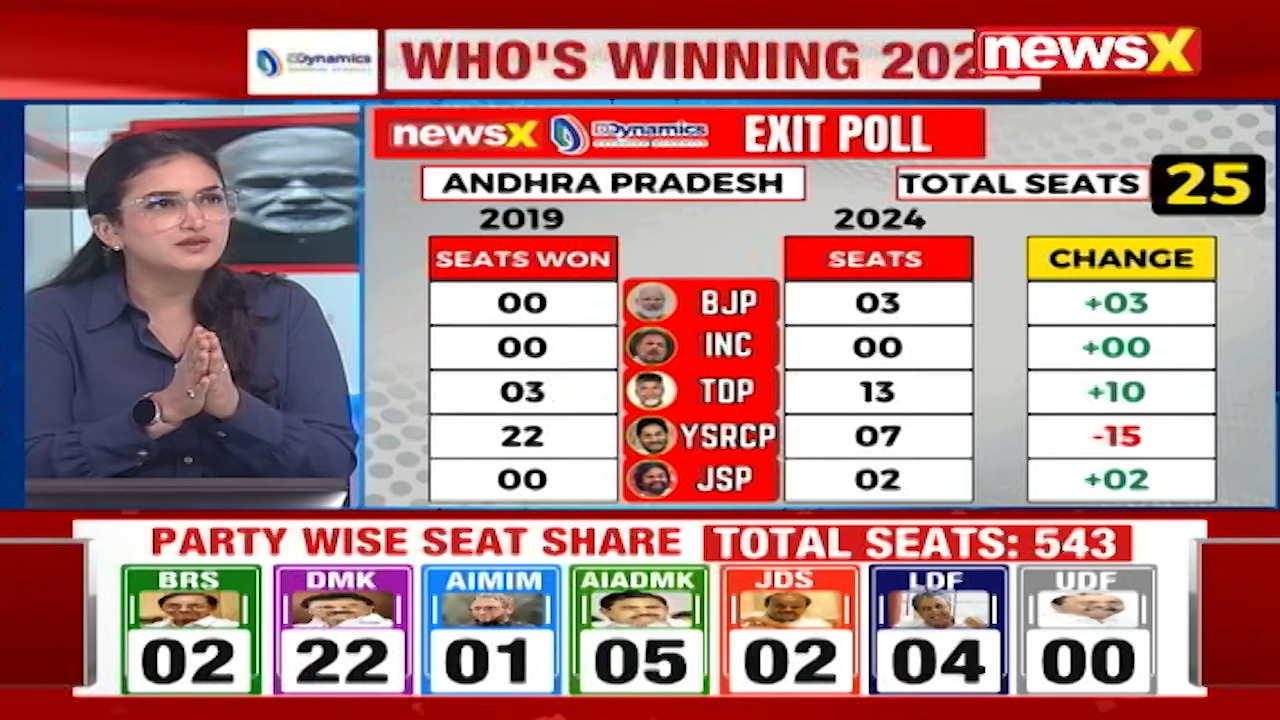 DDynamics
WHO'S WINNING 202
newsX
newsX DDynamics EXIT POLL
ANDHRA PRADESH TOTAL SEATS 25
2019 2024
SEATS WON SEATS CHANGE
00 BJP 03 +03
00 INC 00 +00
03 TDP 13 +10
22 YSRCP 07 -15
00 JSP 02 +02
PARTY WISE SEAT SHARE TOTAL SEATS: 543
BRS DMK AIMIM AIADMK JDS LDF UDF
02 22 01 05 02 04 00